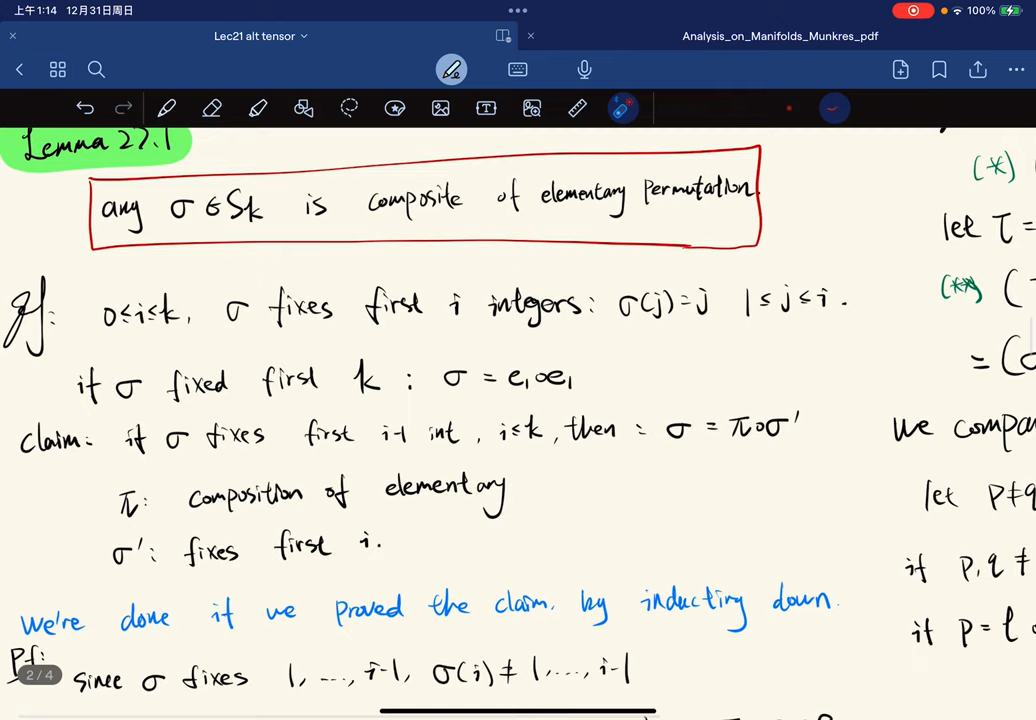 上午1:14 12月31日周日
100%
Lec21 alt tensor
Analysis_on_Manifolds_Munkres_pdf
Lemma 27.1
any σ ∈ Sk is composite of elementary permutation.
pf: 0≤i≤k, σ fixes first i integers: σ(j)=j 1≤j≤i.
if σ fixed first k : σ = e₁∘e₁
claim: if σ fixes first i-1 int, i≤k, then : σ = π∘σ'
π: composition of elementary
σ': fixes first i.
we're done if we proved the claim. by inducting down.
Pf:
since σ fixes 1, ..., i-1, σ(i) ≠ 1, ..., i-1
2/4
(*)
let τ =
(**) (
= (σ
we compa
let p≠q
if p,q ≠
if p = l